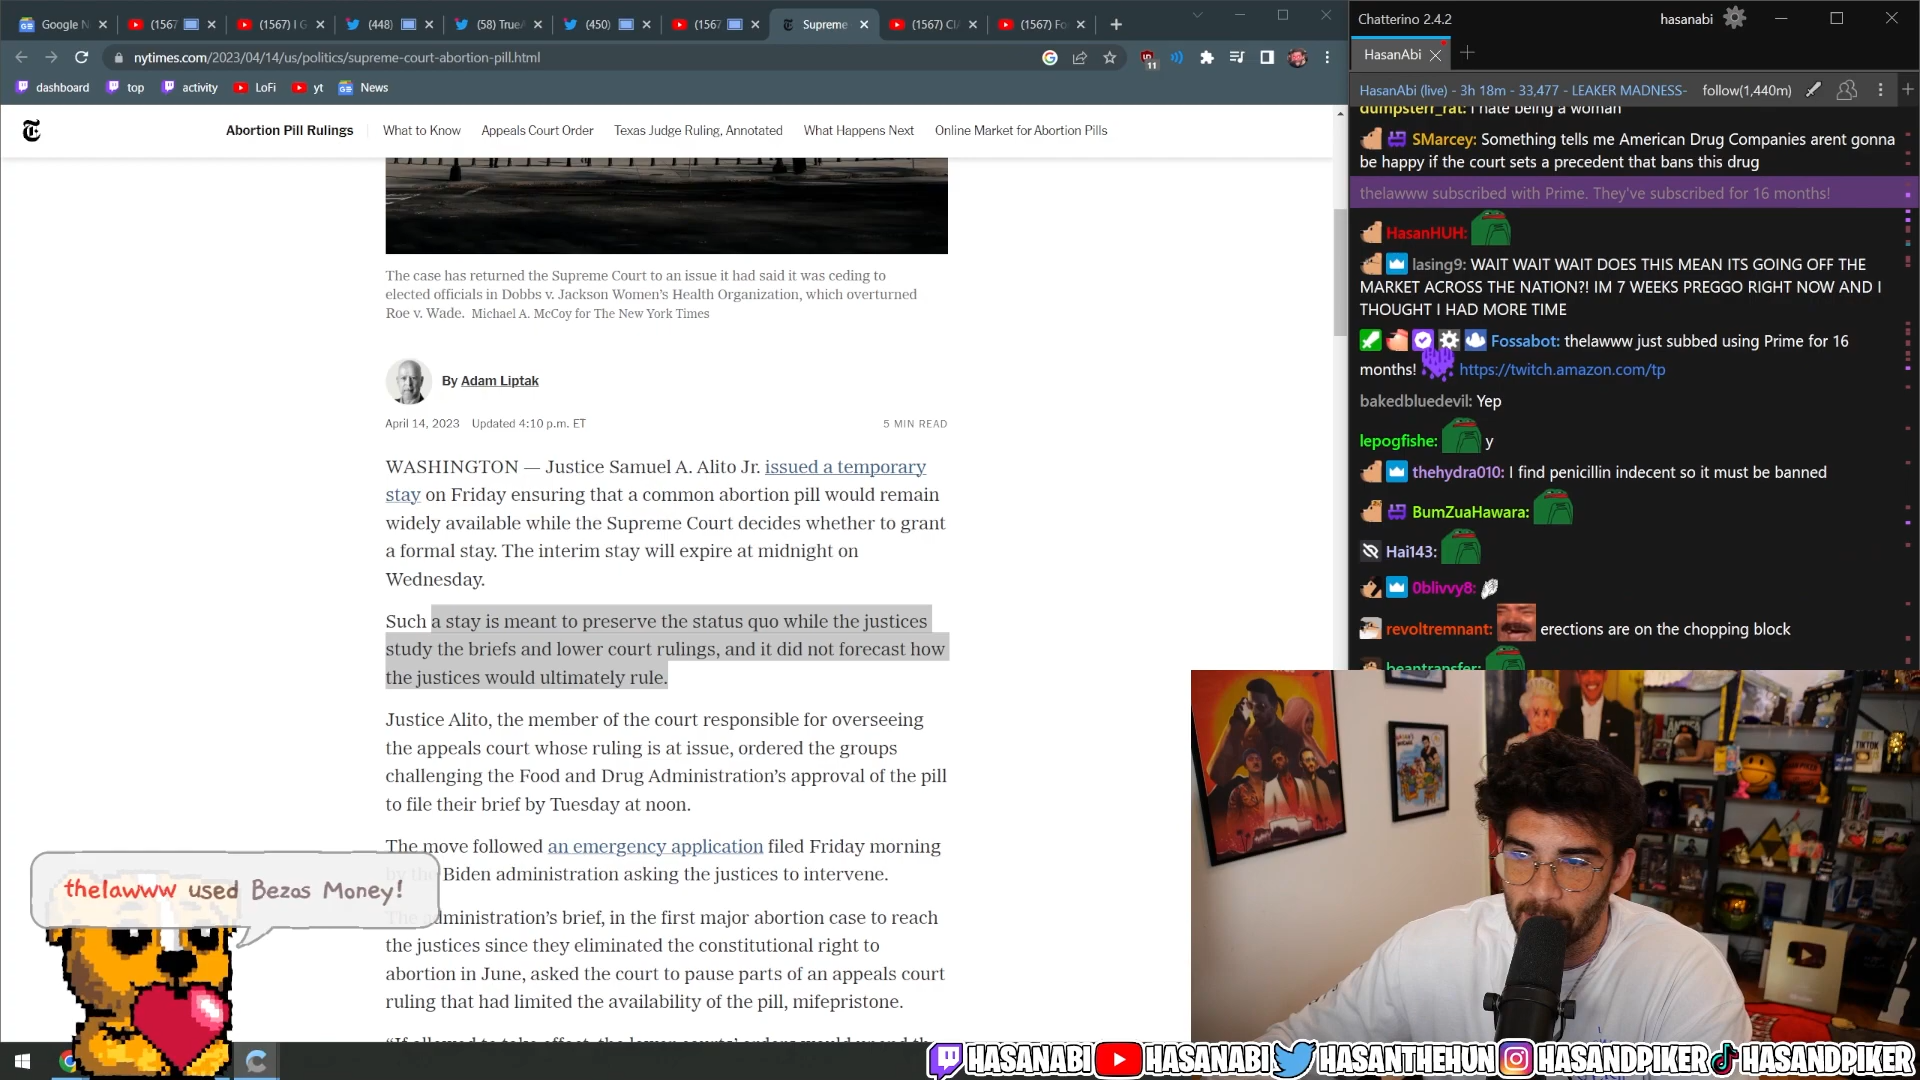 Google N
(1567
(1567) I G
(448)
(58) True
(450)
(1567
Supreme
(1567) Cl
(1567) Fo
nytimes.com/2023/04/14/us/politics/supreme-court-abortion-pill.html
11
dashboard
top
activity
LoFi
yt
News
Abortion Pill Rulings
What to Know
Appeals Court Order
Texas Judge Ruling, Annotated
What Happens Next
Online Market for Abortion Pills
The case has returned the Supreme Court to an issue it had said it was ceding to
elected officials in Dobbs v. Jackson Women's Health Organization, which overturned
Roe v. Wade. Michael A. McCoy for The New York Times
By Adam Liptak
April 14, 2023 Updated 4:10 p.m. ET
5 MIN READ
WASHINGTON — Justice Samuel A. Alito Jr. issued a temporary
stay on Friday ensuring that a common abortion pill would remain
widely available while the Supreme Court decides whether to grant
a formal stay. The interim stay will expire at midnight on
Wednesday.
Such a stay is meant to preserve the status quo while the justices
study the briefs and lower court rulings, and it did not forecast how
the justices would ultimately rule.
Justice Alito, the member of the court responsible for overseeing
the appeals court whose ruling is at issue, ordered the groups
challenging the Food and Drug Administration's approval of the pill
to file their brief by Tuesday at noon.
The move followed an emergency application filed Friday morning
by the Biden administration asking the justices to intervene.
The administration's brief, in the first major abortion case to reach
the justices since they eliminated the constitutional right to
abortion in June, asked the court to pause parts of an appeals court
ruling that had limited the availability of the pill, mifepristone.
thelawww used Bezos Money!
Chatterino 2.4.2
hasanabi
HasanAbi
HasanAbi (live) - 3h 18m - 33,477 - LEAKER MADNESS-
follow(1,440m)
dumpsterf_rat: I hate being a woman
SMarcey: Something tells me American Drug Companies arent gonna
be happy if the court sets a precedent that bans this drug
thelawww subscribed with Prime. They've subscribed for 16 months!
HasanHUH:
lasing9: WAIT WAIT WAIT DOES THIS MEAN ITS GOING OFF THE
MARKET ACROSS THE NATION?! IM 7 WEEKS PREGGO RIGHT NOW AND I
THOUGHT I HAD MORE TIME
Fossabot: thelawww just subbed using Prime for 16
months! https://twitch.amazon.com/tp
bakedbluedevil: Yep
lepogfishe: y
thehydra010: I find penicillin indecent so it must be banned
BumZuaHawara:
Hai143:
0blivvy8:
revoltremnant: erections are on the chopping block
beantransfer:
HASANABI HASANABI HASANTHEHUN HASANDPIKER HASANDPIKER